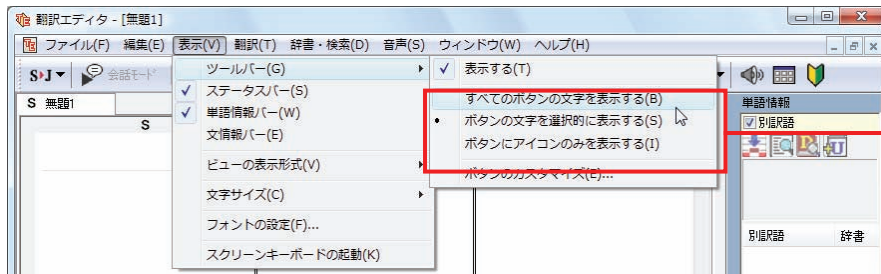 翻訳エディタ - [無題1]
ファイル(F) 編集(E) 表示(V) 翻訳(T) 辞書・検索(D) 音声(S) ウィンドウ(W) ヘルプ(H)
S›J 会話モード
S 無題1
S
ツールバー(G)
ステータスバー(S)
単語情報バー(W)
文情報バー(E)
ビューの表示形式(V)
文字サイズ(C)
フォントの設定(F)...
スクリーンキーボードの起動(K)
表示する(T)
すべてのボタンの文字を表示する(B)
ボタンの文字を選択的に表示する(S)
ボタンにアイコンのみを表示する(I)
ボタンのカスタマイズ(E)...
単語情報
別訳語
別訳語 辞書